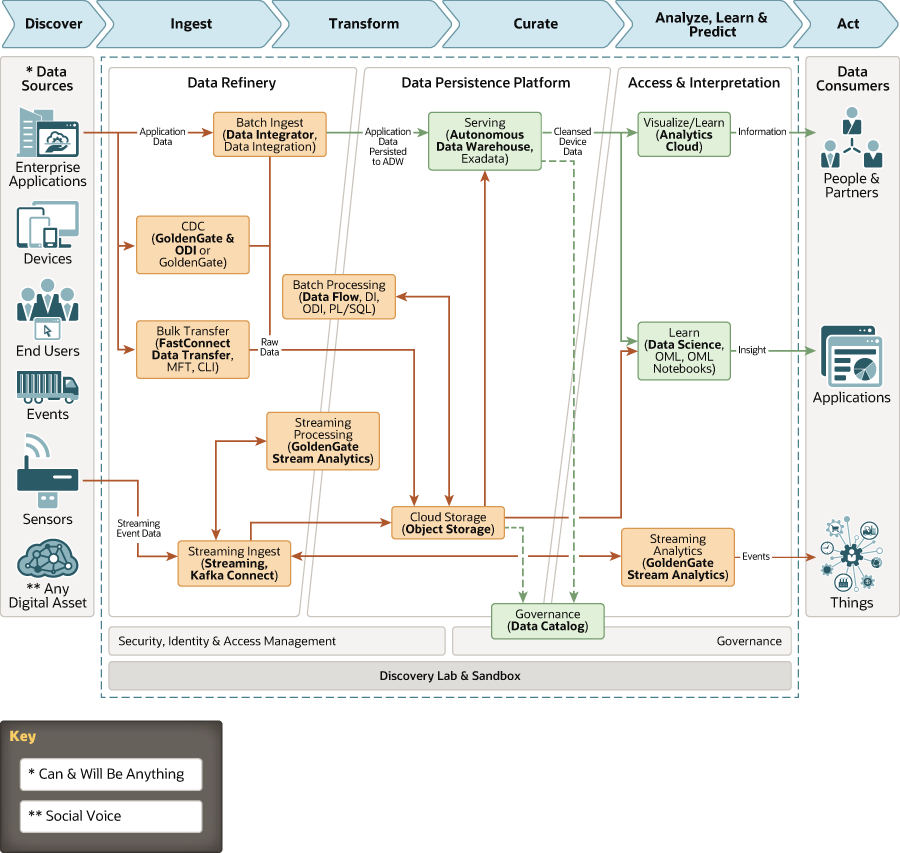 Discover
Ingest
Transform
Curate
Analyze, Learn &
Predict
Act
* Data
Sources
Enterprise
Applications
Devices
End Users
Events
Sensors
** Any
Digital Asset
Data Refinery
Data Persistence Platform
Access & Interpretation
Data
Consumers
Application
Data
Batch Ingest
(Data Integrator,
Data Integration)
Application
Data
Persisted
to ADW
Serving
(Autonomous
Data Warehouse,
Exadata)
Cleansed
Device
Data
Visualize/Learn
(Analytics
Cloud)
Information
People &
Partners
CDC
(GoldenGate &
ODI or
GoldenGate)
Batch Processing
(Data Flow, DI,
ODI, PL/SQL)
Bulk Transfer
(FastConnect
Data Transfer,
MFT, CLI)
Raw
Data
Learn
(Data Science,
OML, OML
Notebooks)
Insight
Applications
Streaming
Processing
(GoldenGate
Stream Analytics)
Streaming
Event Data
Cloud Storage
(Object Storage)
Streaming Ingest
(Streaming,
Kafka Connect)
Streaming
Analytics
(GoldenGate
Stream Analytics)
Events
Things
Governance
(Data Catalog)
Security, Identity & Access Management
Governance
Discovery Lab & Sandbox
Key
* Can & Will Be Anything
** Social Voice